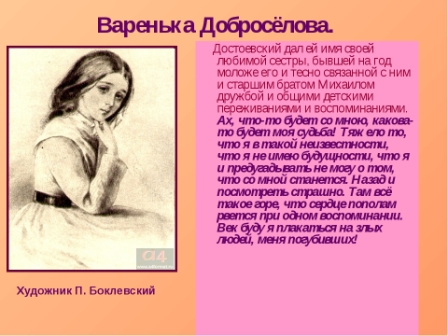 Варенька Добросёлова.
Достоевский дал ей имя своей
любимой сестры, бывшей на год
моложе его и тесно связанной с ним
и старшим братом Михаилом
дружбой и общими детскими
переживаниями и воспоминаниями.
Ах, что-то будет со мною, какова-
то будет моя судьба! Тяжело то,
что я в такой неизвестности,
что я не имею будущности, что я
и предугадывать не могу о том,
что со мной станется. Назад и
посмотреть страшно. Там всё
такое горе, что сердце пополам
рвется при одном воспоминании.
Век буду я плакаться на злых
людей, меня погубивших!
Художник П. Боклевский